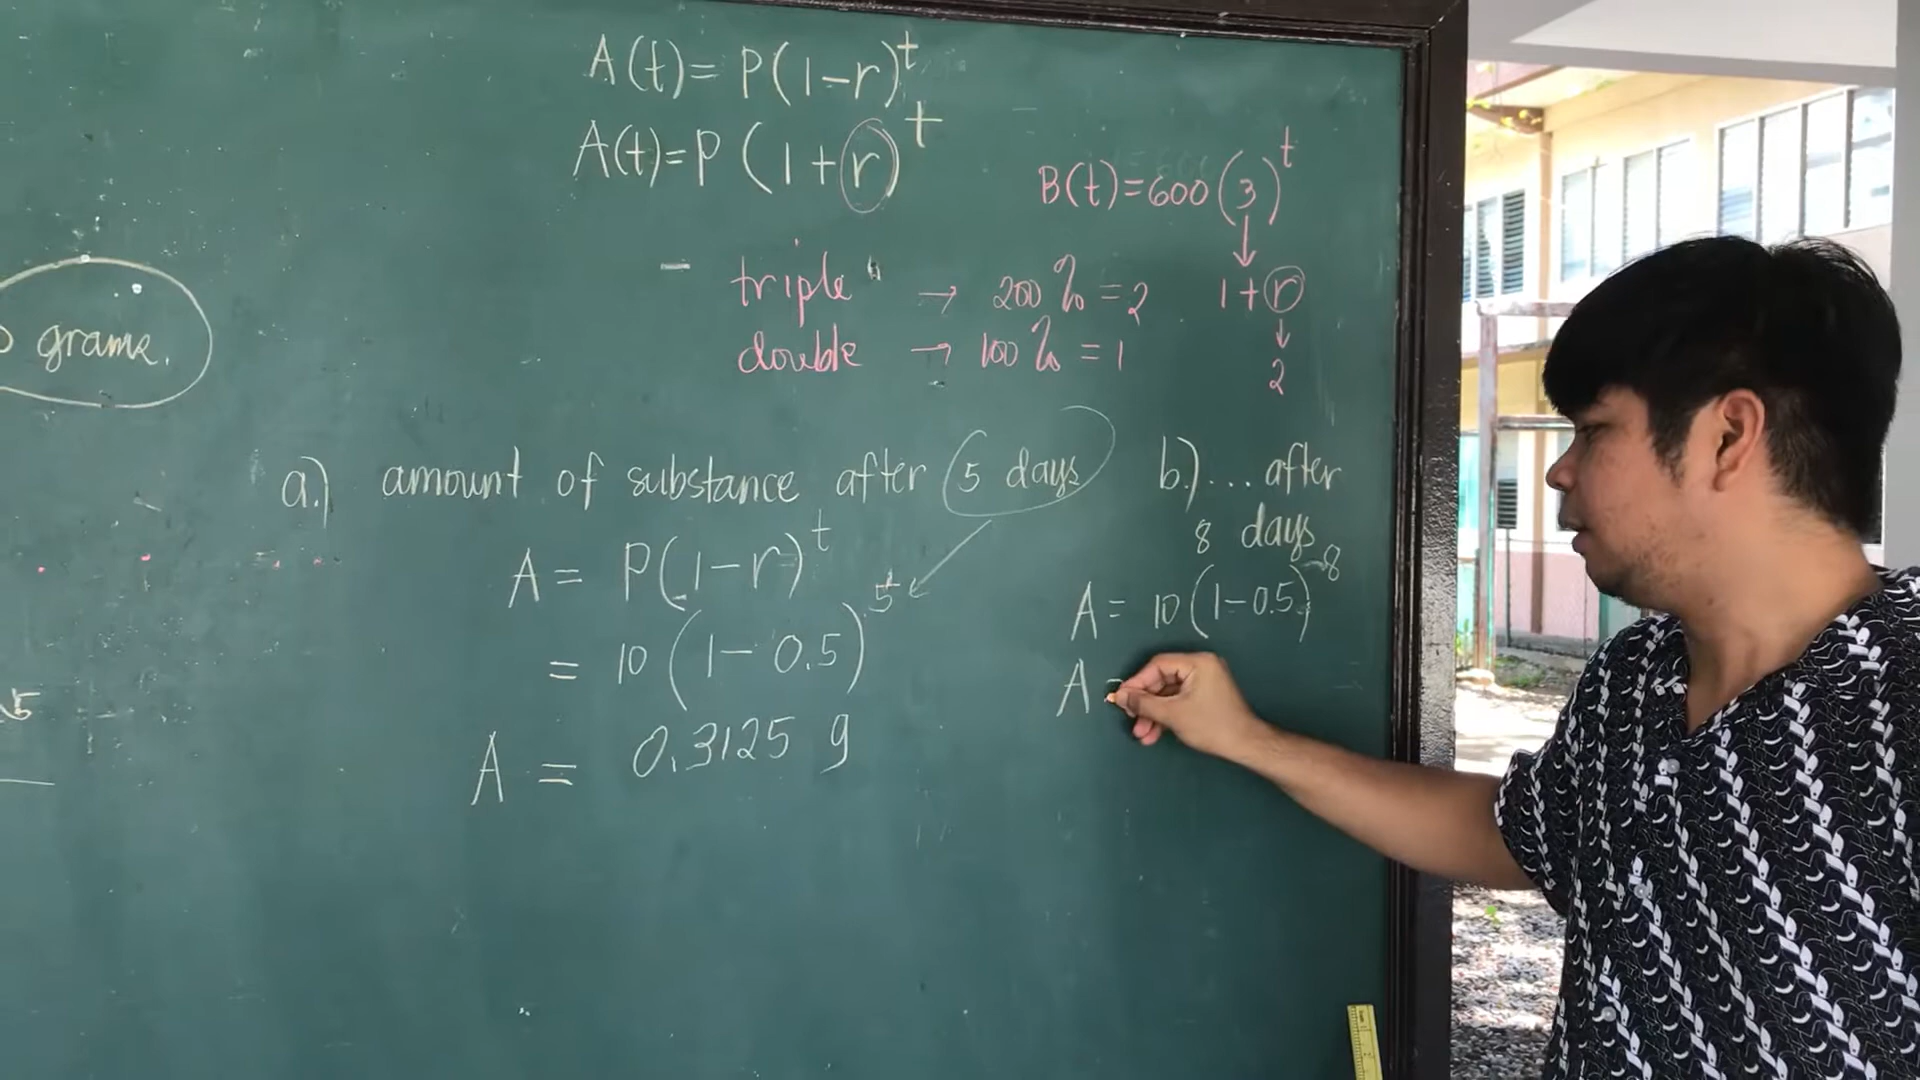 A(t)= P(1-r)^t
A(t)=P (1+r)^t
B(t)=600(3)^t
triple → 200% =2
1+r
double → 100% = 1
2
grams.
a.) amount of substance after 5 days
b.) ... after
8 days
A = P(1-r)^t
= 10 (1- 0.5)^5
A = 0.3125 g
A= 10(1-0.5)^8
A